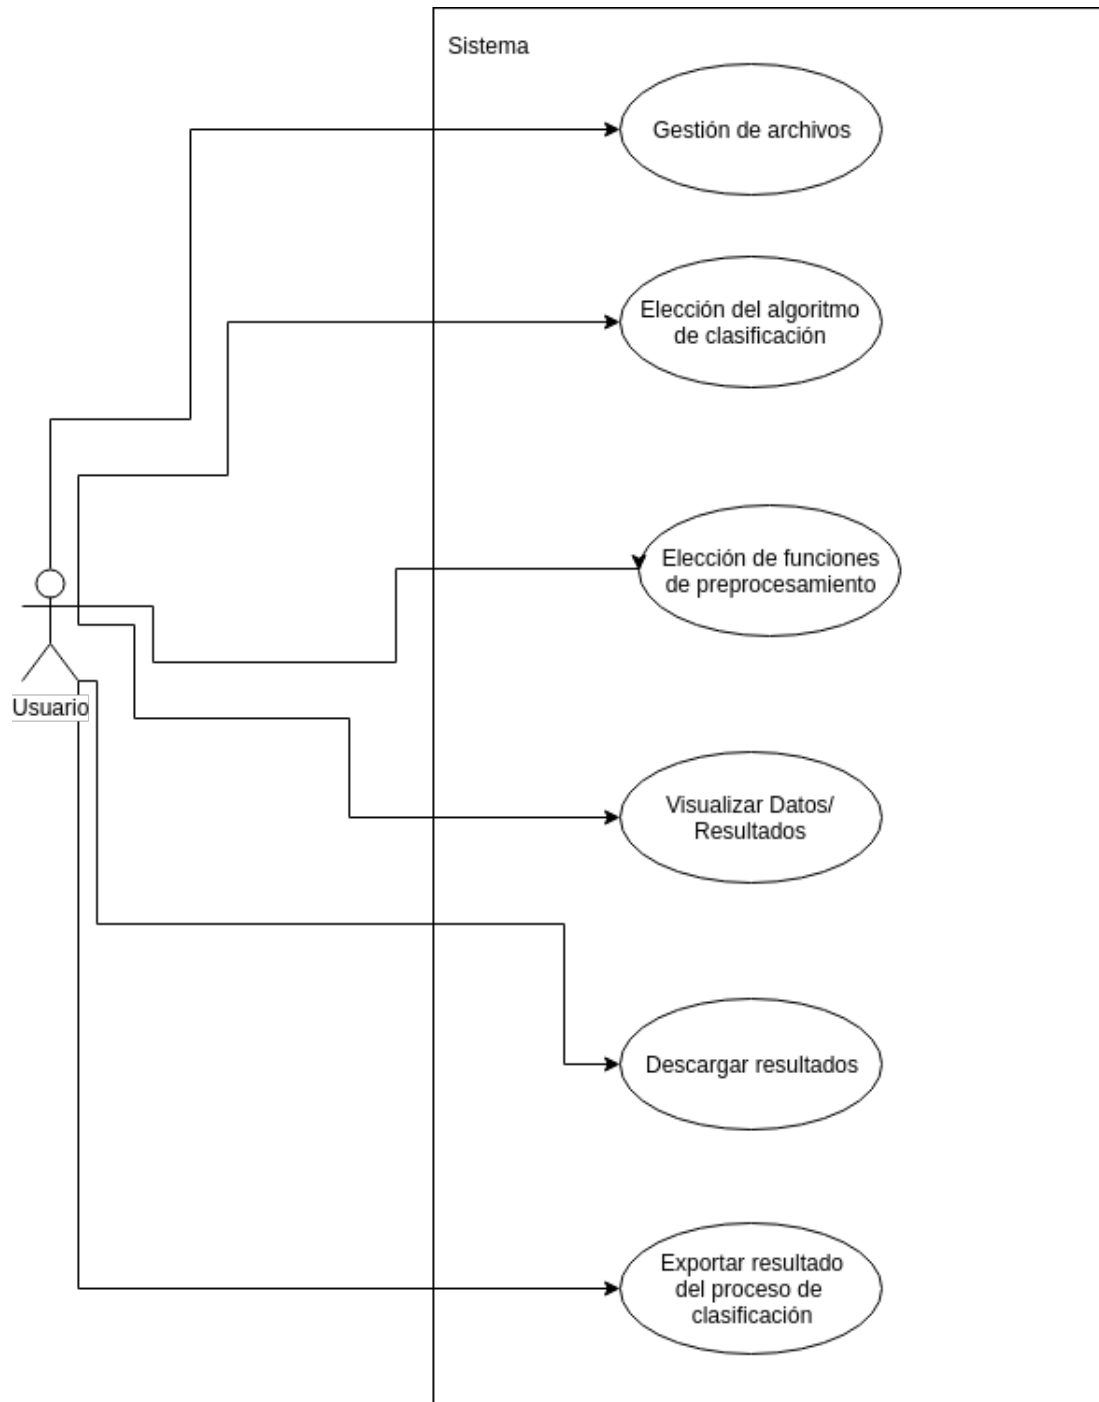 Sistema
Gestión de archivos
Elección del algoritmo
de clasificación
Elección de funciones
de preprocesamiento
Usuario
Visualizar Datos/
Resultados
Descargar resultados
Exportar resultado
del proceso de
clasificación